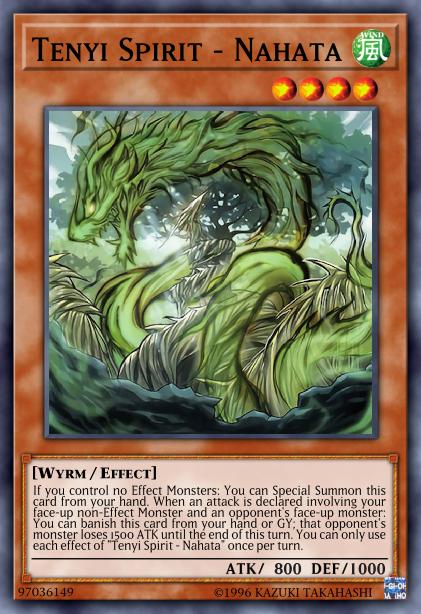 TENYI SPIRIT - NAHATA
WIND
風
[WYRM / EFFECT]
If you control no Effect Monsters: You can Special Summon this
card from your hand. When an attack is declared involving your
face-up non-Effect Monster and an opponent's face-up monster:
You can banish this card from your hand or GY; that opponent's
monster loses 1500 ATK until the end of this turn. You can only use
each effect of "Tenyi Spirit - Nahata" once per turn.
ATK/ 800 DEF/1000
97036149
©1996 KAZUKI TAKAHASHI